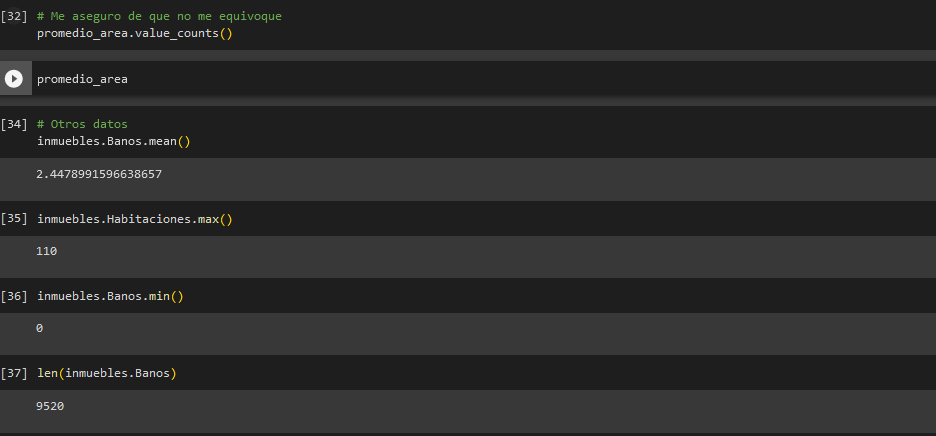 [32] # Me aseguro de que no me equivoque
promedio_area.value_counts()
promedio_area
[34] # Otros datos
inmuebles.Banos.mean()
2.4478991596638657
[35] inmuebles.Habitaciones.max()
110
[36] inmuebles.Banos.min()
0
[37] len(inmuebles.Banos)
9520